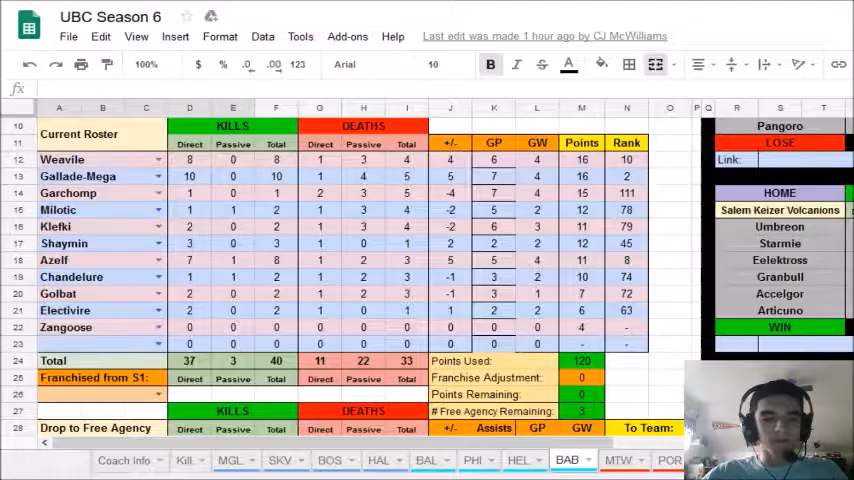 UBC Season 6
File Edit View Insert Format Data Tools Add-ons Help Last edit was made 1 hour ago by CJ McWilliams
100% $ % .0 .00 123 Arial 10 B I S A
fx
A B C D E F G H I J K L M N O P Q R S T
10 Current Roster KILLS DEATHS Pangoro
11 Direct Passive Total Direct Passive Total +/- GP GW Points Rank LOSE
12 Weavile 8 0 8 1 3 4 4 6 4 16 10 Link:
13 Gallade-Mega 10 0 10 1 4 5 5 7 4 16 2
14 Garchomp 1 0 1 2 3 5 -4 7 4 15 111 HOME
15 Milotic 1 1 2 1 3 4 -2 5 2 12 78 Salem Keizer Volcanions
16 Klefki 2 0 2 1 3 4 -2 6 3 11 79 Umbreon
17 Shaymin 3 0 3 1 0 1 2 2 2 12 45 Starmie
18 Azelf 7 1 8 1 2 3 5 5 4 11 8 Eelektross
19 Chandelure 1 1 2 1 2 3 -1 3 2 10 74 Granbull
20 Golbat 2 0 2 1 2 3 -1 3 1 7 72 Accelgor
21 Electivire 2 0 2 1 0 1 1 2 2 6 63 Articuno
22 Zangoose 0 0 0 0 0 0 0 0 0 4 - WIN
23 0 0 0 0 0 0 0 0 0 - -
24 Total 37 3 40 11 22 33 Points Used: 120
25 Franchised from S1: Direct Passive Total Direct Passive Total Franchise Adjustment: 0
26 Points Remaining: 0
27 KILLS DEATHS # Free Agency Remaining: 3
28 Drop to Free Agency Direct Passive Total Direct Passive Total +/- Assists GP GW To Team:
Coach Info Kill MGL SKV BOS HAL BAL PHI HEL BAB MTW POR